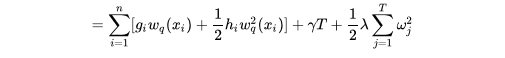 = \sum_{i=1}^{n} [g_i w_q(x_i) + \frac{1}{2} h_i w_q^2(x_i)] + \gamma T + \frac{1}{2} \lambda \sum_{j=1}^{T} \omega_j^2